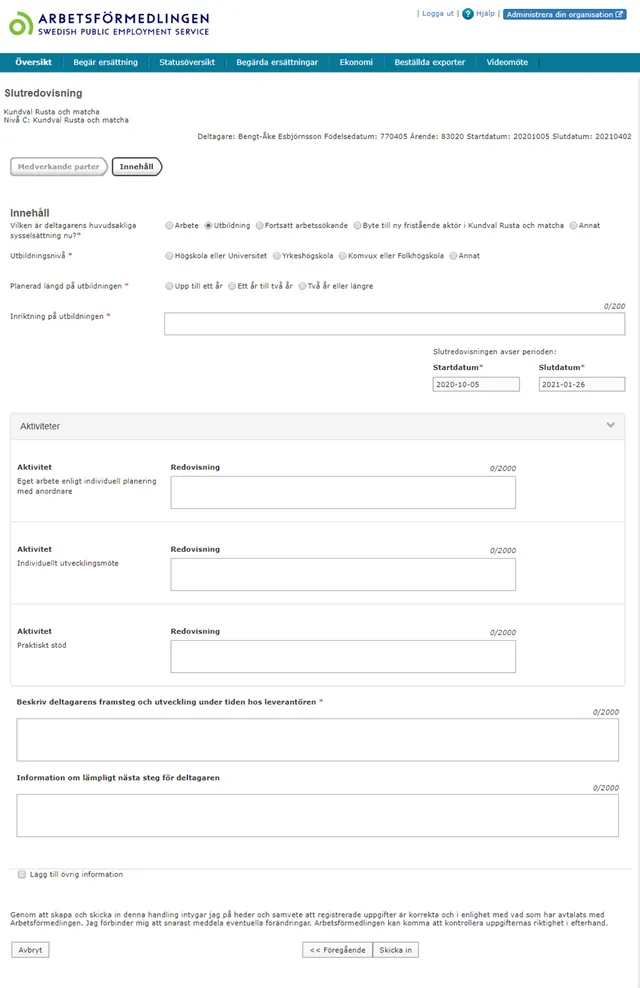 ARBETSFÖRMEDLINGEN
SWEDISH PUBLIC EMPLOYMENT SERVICE
| Logga ut | ? Hjälp | Administrera din organisation
Översikt Begär ersättning Statusöversikt Begärda ersättningar Ekonomi Beställda exporter Videomöte
Slutredovisning
Kundval Rusta och matcha
Nivå C: Kundval Rusta och matcha
Deltagare: Bengt-Åke Esbjörnsson Födelsedatum: 770405 Ärende: 83020 Startdatum: 20201005 Slutdatum: 20210402
Medverkande parter Innehåll
Innehåll
Vilken är deltagarens huvudsakliga
sysselsättning nu?*
Arbete Utbildning Fortsatt arbetssökande Byte till ny fristående aktör i Kundval Rusta och matcha Annat
Utbildningsnivå * Högskola eller Universitet Yrkeshögskola Komvux eller Folkhögskola Annat
Planerad längd på utbildningen * Upp till ett år Ett år till två år Två år eller längre
0/200
Inriktning på utbildningen *
Slutredovisningen avser perioden:
Startdatum* Slutdatum*
2020-10-05 2021-01-26
Aktiviteter
Aktivitet Redovisning 0/2000
Eget arbete enligt individuell planering
med anordnare
Aktivitet Redovisning 0/2000
Individuellt utvecklingsmöte
Aktivitet Redovisning 0/2000
Praktiskt stöd
Beskriv deltagarens framsteg och utveckling under tiden hos leverantören *
0/2000
Information om lämpligt nästa steg för deltagaren
0/2000
Lägg till övrig information
Genom att skapa och skicka in denna handling intygar jag på heder och samvete att registrerade uppgifter är korrekta och i enlighet med vad som har avtalats med
Arbetsförmedlingen. Jag förbinder mig att snarast meddela eventuella förändringar. Arbetsförmedlingen kan komma att kontrollera uppgifternas riktighet i efterhand.
Avbryt << Föregående Skicka in